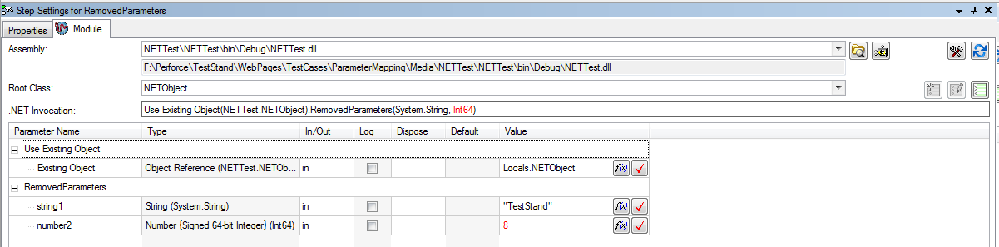 Step Settings for RemovedParameters
Properties Module
Assembly: NETTest\NETTest\bin\Debug\NETTest.dll
F:\Perforce\TestStand\WebPages\TestCases\ParameterMapping\Media\NETTest\NETTest\bin\Debug\NETTest.dll
Root Class: NETObject
.NET Invocation: Use Existing Object(NETTest.NETObject).RemovedParameters(System.String, Int64)
Parameter Name Type In/Out Log Dispose Default Value
Use Existing Object
Existing Object Object Reference (NETTest.NETOb... in Locals.NETObject f(x)
RemovedParameters
string1 String (System.String) in "TestStand" f(x)
number2 Number {Signed 64-bit Integer} (Int64) in 8 f(x)